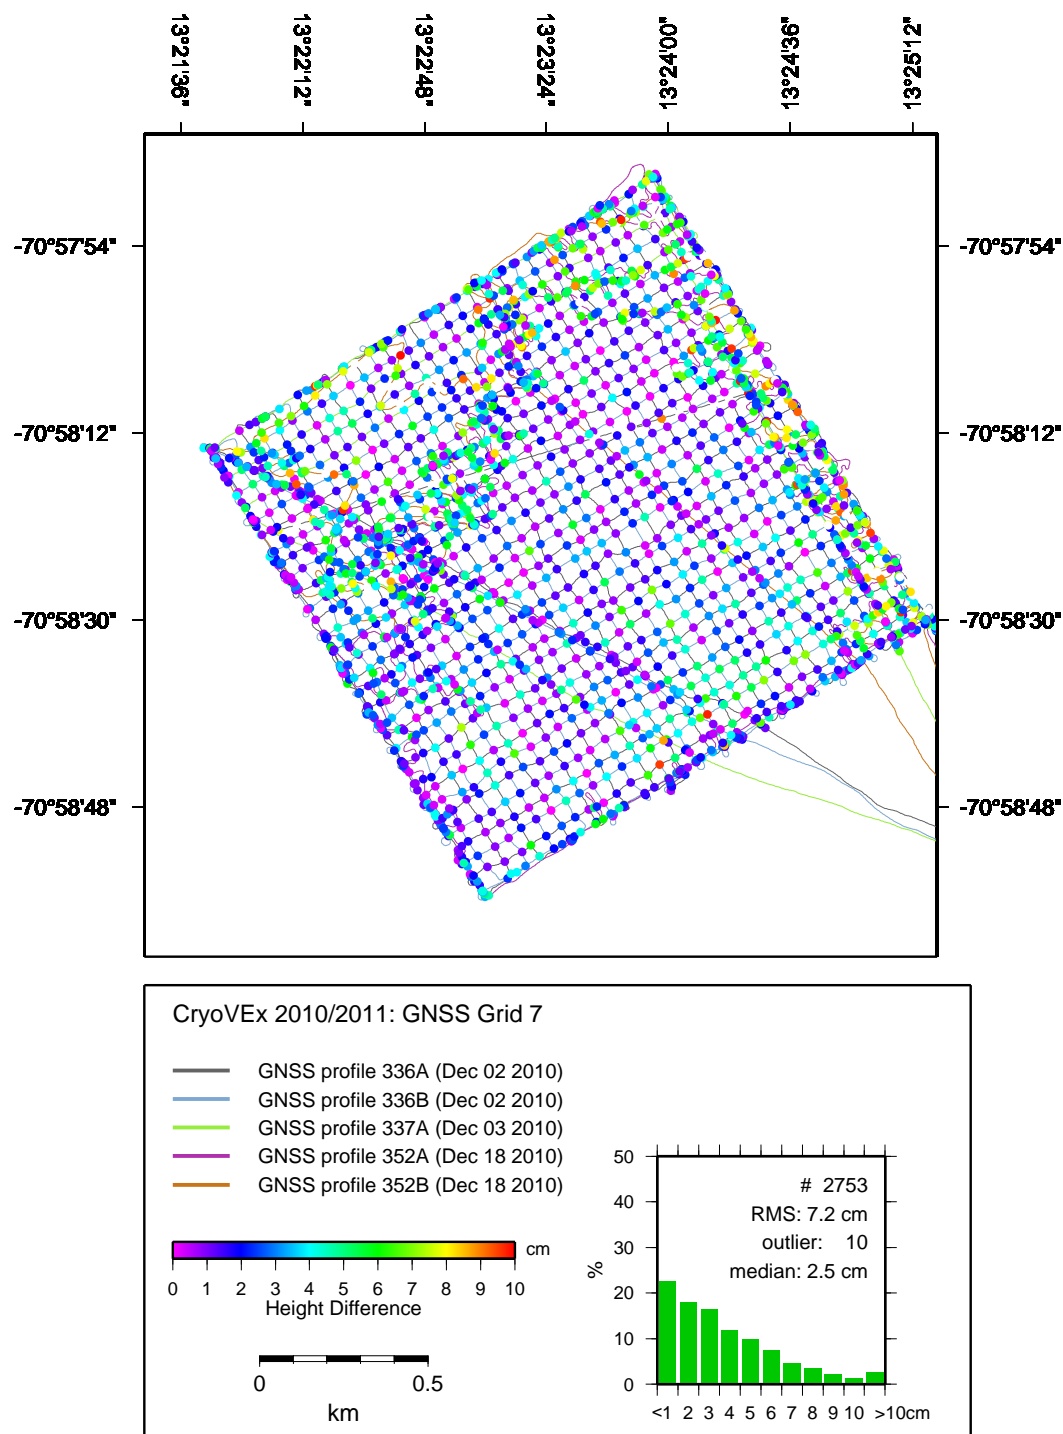 13°21'36"
13°22'12"
13°22'48"
13°23'24"
13°24'00"
13°24'36"
13°25'12"
-70°57'54"
-70°57'54"
-70°58'12"
-70°58'12"
-70°58'30"
-70°58'30"
-70°58'48"
-70°58'48"
CryoVEx 2010/2011: GNSS Grid 7
GNSS profile 336A (Dec 02 2010)
GNSS profile 336B (Dec 02 2010)
GNSS profile 337A (Dec 03 2010)
GNSS profile 352A (Dec 18 2010)
GNSS profile 352B (Dec 18 2010)
cm
0 1 2 3 4 5 6 7 8 9 10
Height Difference
0 0.5
km
50
40
30
20
10
0
%
# 2753
RMS: 7.2 cm
outlier: 10
median: 2.5 cm
<1 2 3 4 5 6 7 8 9 10 >10cm